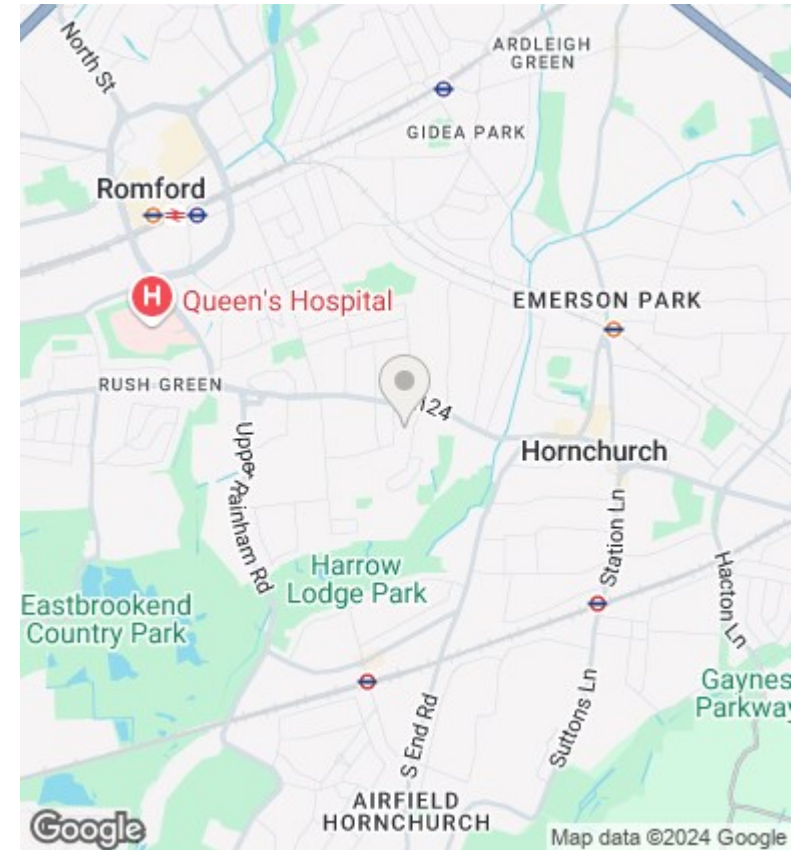 North St
ARDLEIGH
GREEN
GIDEA PARK
Romford
H
Queen's Hospital
EMERSON PARK
RUSH GREEN
124
Hornchurch
Upper Rainham Rd
Station Ln
Harrow
Lodge Park
Hacton Ln
Eastbrookend
Country Park
Gaynes
Parkway
S End Rd
Suttons Ln
AIRFIELD
HORNCHURCH
Google
Map data ©2024 Google